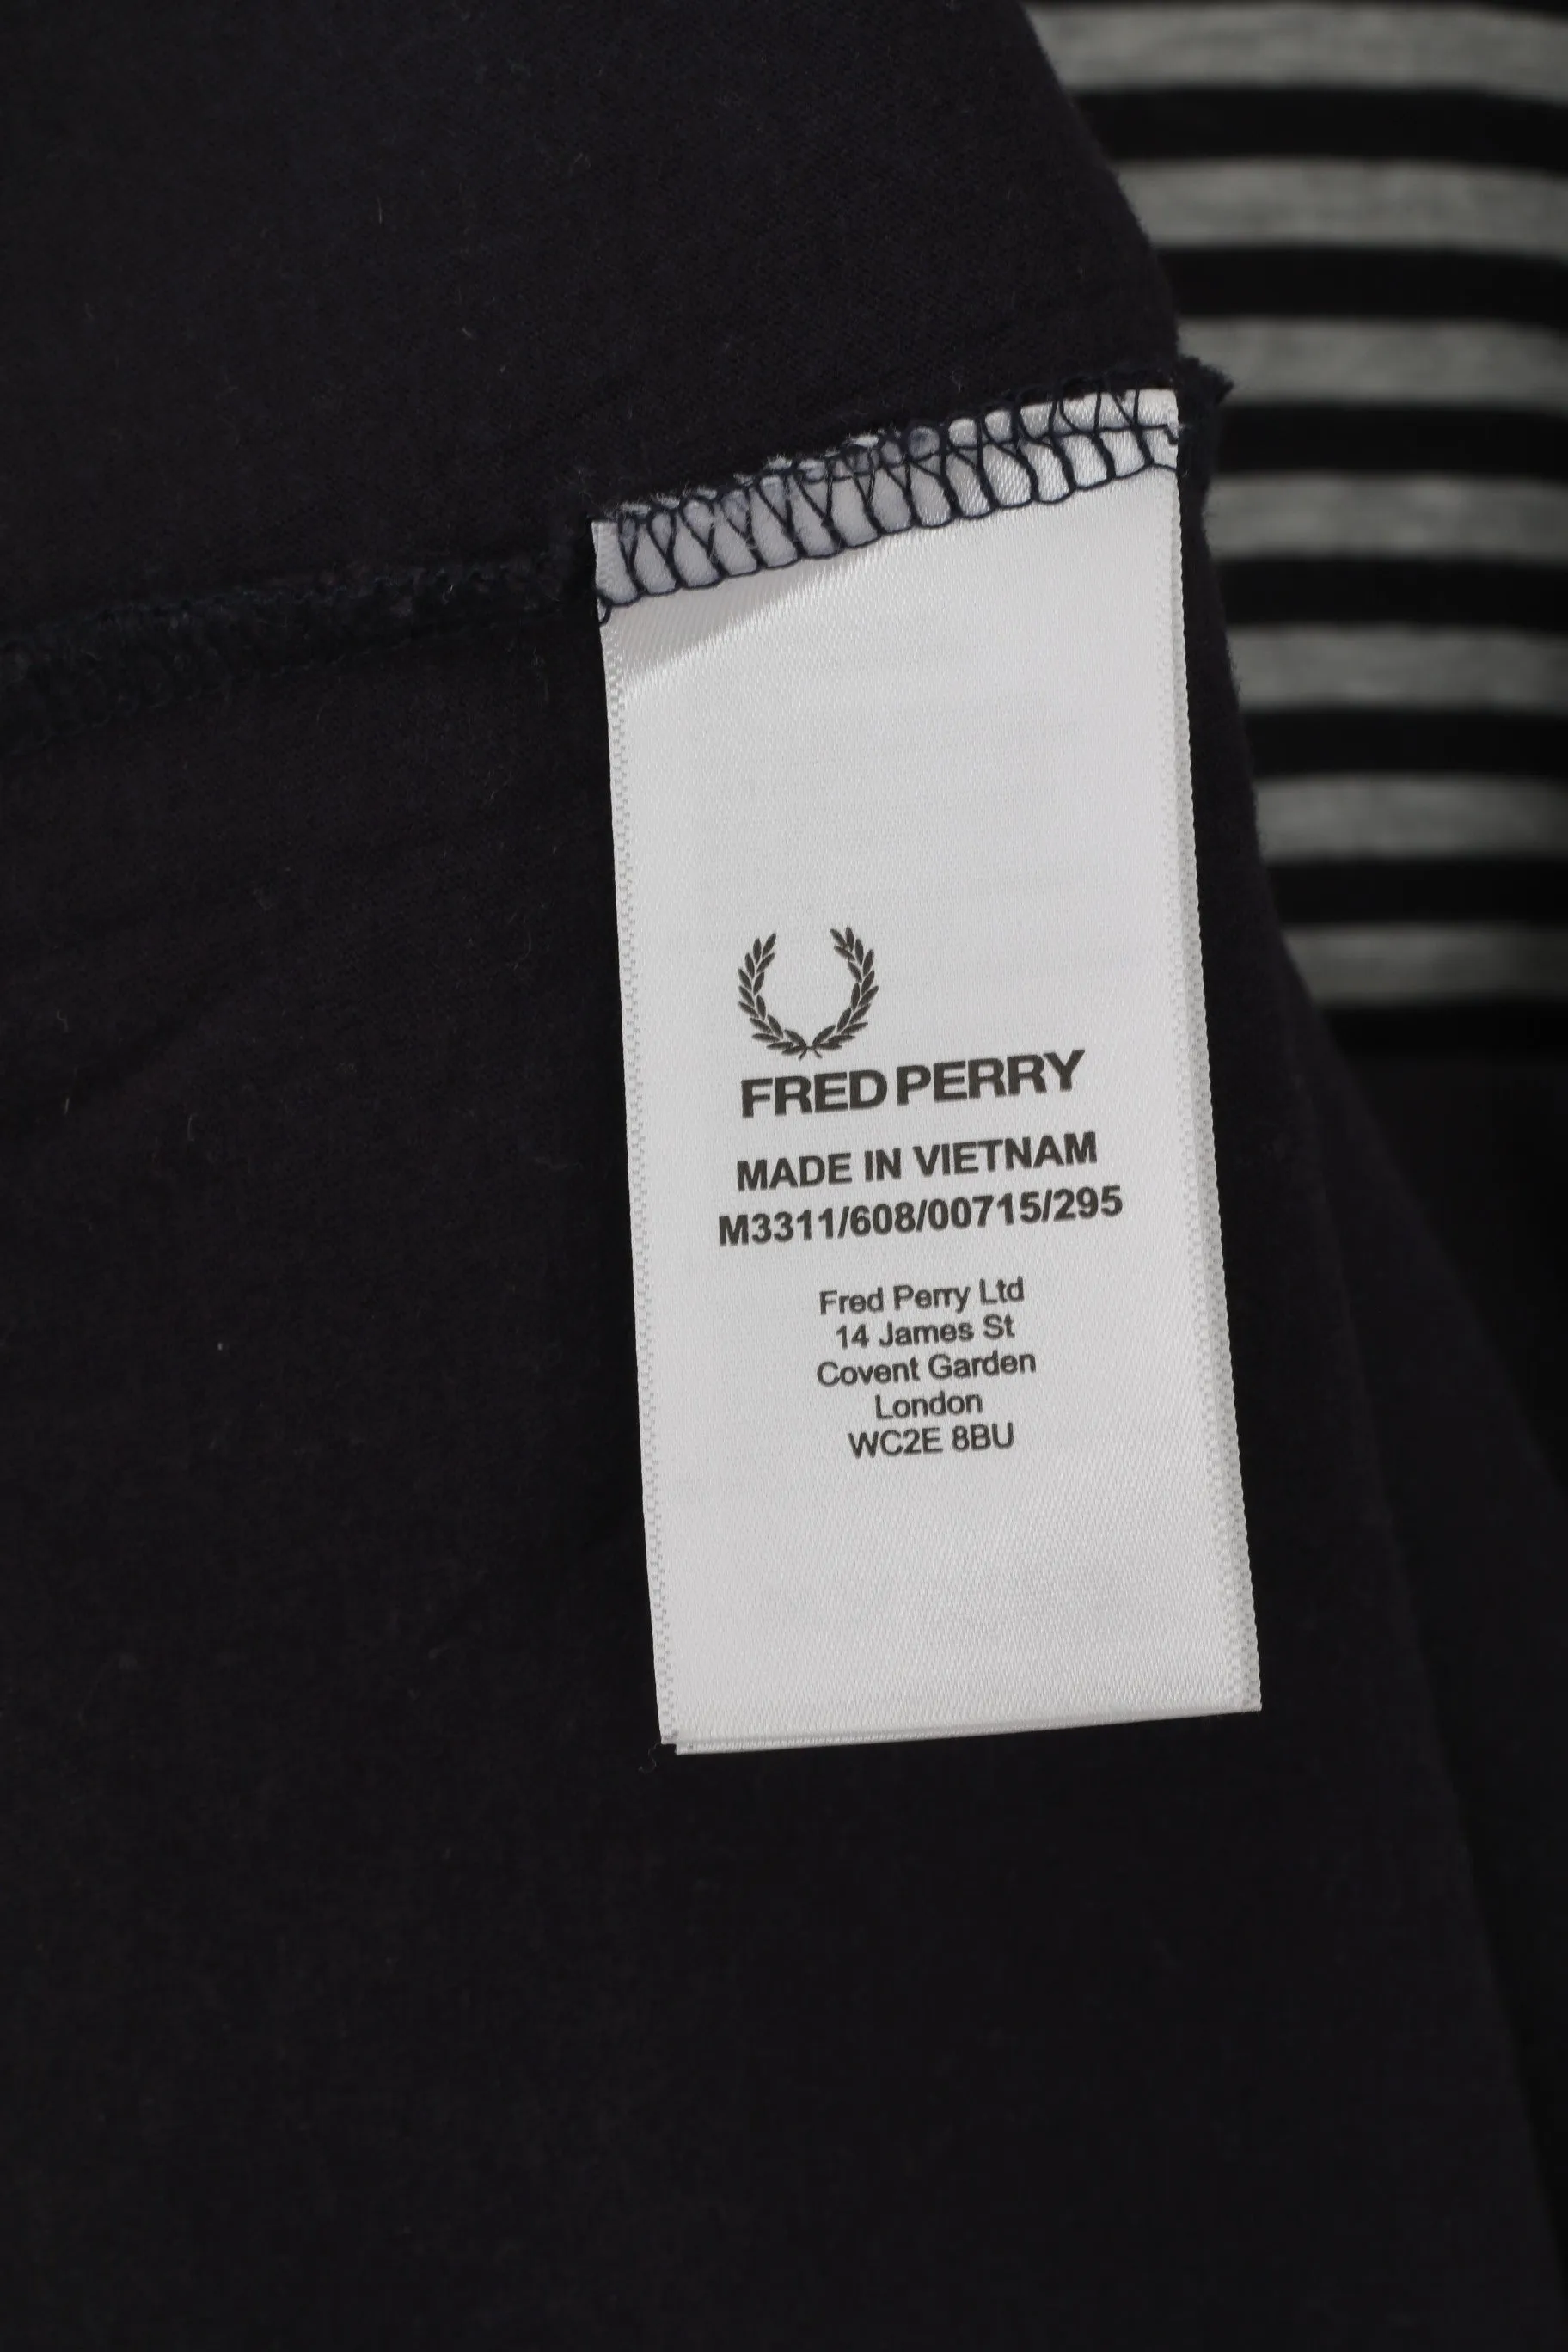 FRED PERRY
MADE IN VIETNAM
M3311/608/00715/295
Fred Perry Ltd
14 James St
Covent Garden
London
WC2E 8BU